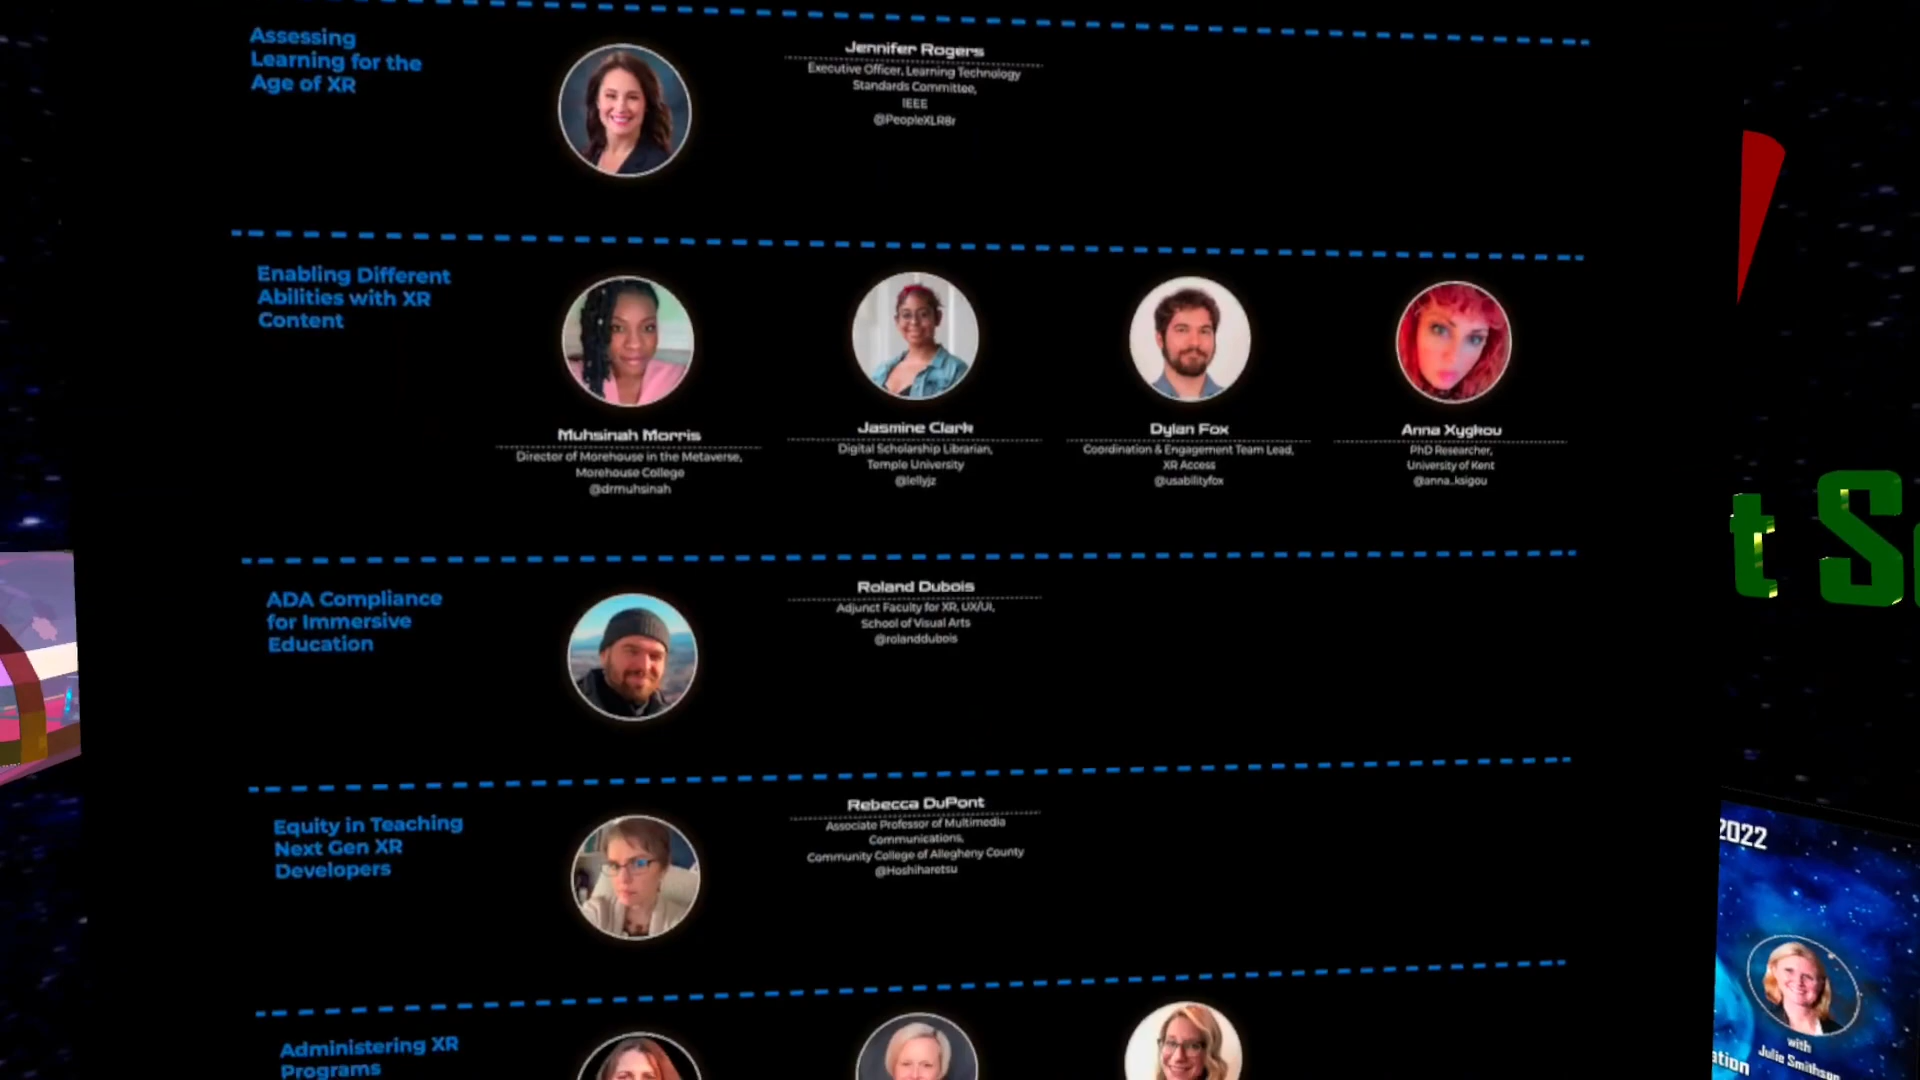 Assessing
Learning for the
Age of XR
Jennifer Rogers
Executive Officer, Learning Technology
Standards Committee,
IEEE
@PeopleXLR8r
Enabling Different
Abilities with XR
Content
Muhsinah Morris
Director of Morehouse in the Metaverse,
Morehouse College
@drmuhsinah
Jasmine Clark
Digital Scholarship Librarian,
Temple University
@lellyjz
Dylan Fox
Coordination & Engagement Team Lead,
XR Access
@usabilityfox
Anna Xygkou
PhD Researcher,
University of Kent
@anna_ksigou
ADA Compliance
for Immersive
Education
Roland Dubois
Adjunct Faculty for XR, UX/UI,
School of Visual Arts
@rolanddubois
Equity in Teaching
Next Gen XR
Developers
Rebecca DuPont
Associate Professor of Multimedia
Communications,
Community College of Allegheny County
@Hoshiharetsu
Administering XR
Programs
t S
2022
with
Julie Smithson